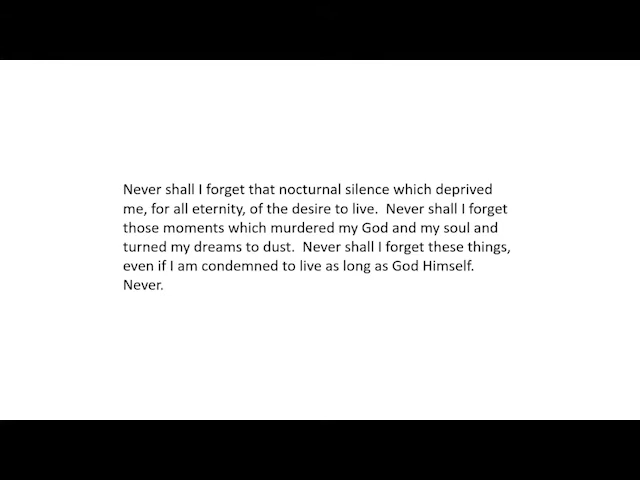 Never shall I forget that nocturnal silence which deprived
me, for all eternity, of the desire to live.  Never shall I forget
those moments which murdered my God and my soul and
turned my dreams to dust.  Never shall I forget these things,
even if I am condemned to live as long as God Himself.
Never.